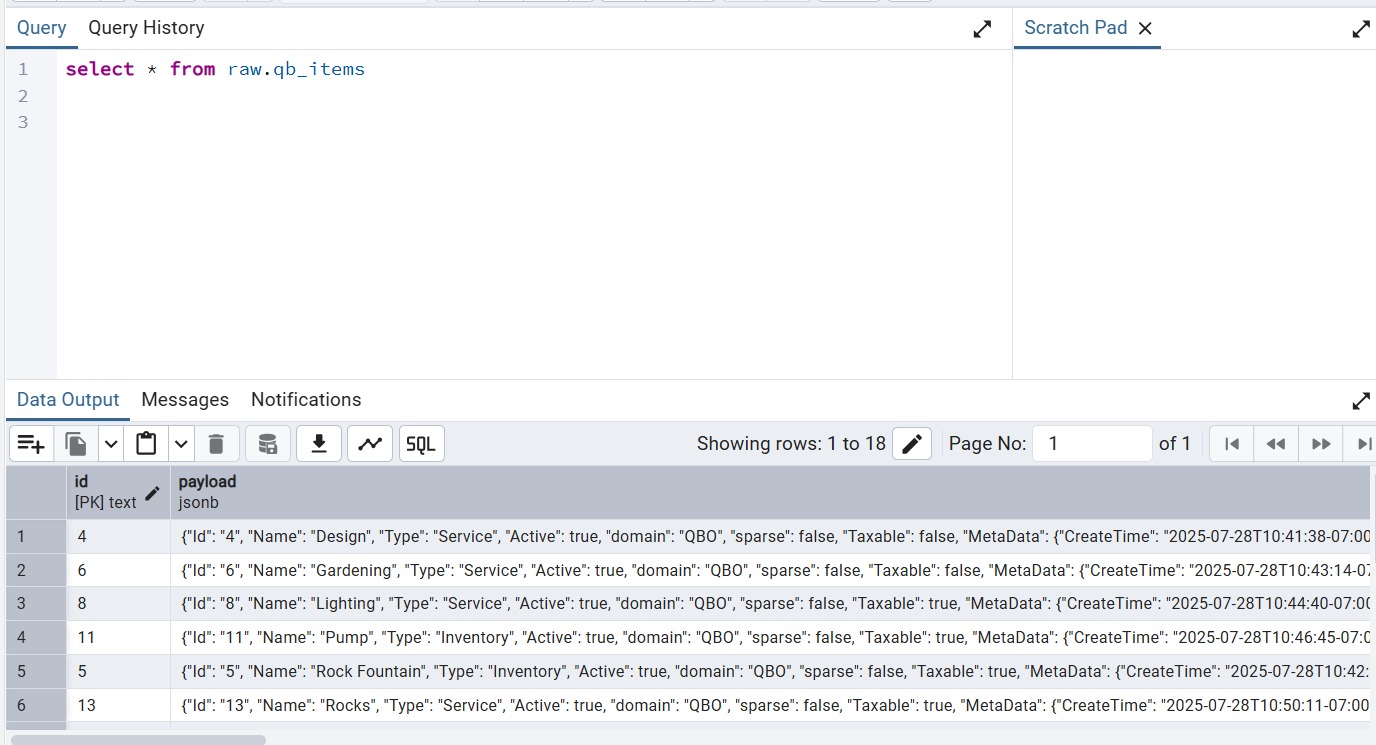 Query Query History Scratch Pad
1 select * from raw.qb_items
2
3
Data Output Messages Notifications
SQL Showing rows: 1 to 18 Page No: 1 of 1
id payload
[PK] text jsonb
1 4 {"Id": "4", "Name": "Design", "Type": "Service", "Active": true, "domain": "QBO", "sparse": false, "Taxable": false, "MetaData": {"CreateTime": "2025-07-28T10:41:38-07:00
2 6 {"Id": "6", "Name": "Gardening", "Type": "Service", "Active": true, "domain": "QBO", "sparse": false, "Taxable": false, "MetaData": {"CreateTime": "2025-07-28T10:43:14-07
3 8 {"Id": "8", "Name": "Lighting", "Type": "Service", "Active": true, "domain": "QBO", "sparse": false, "Taxable": true, "MetaData": {"CreateTime": "2025-07-28T10:44:40-07:00
4 11 {"Id": "11", "Name": "Pump", "Type": "Inventory", "Active": true, "domain": "QBO", "sparse": false, "Taxable": true, "MetaData": {"CreateTime": "2025-07-28T10:46:45-07:0
5 5 {"Id": "5", "Name": "Rock Fountain", "Type": "Inventory", "Active": true, "domain": "QBO", "sparse": false, "Taxable": true, "MetaData": {"CreateTime": "2025-07-28T10:42:
6 13 {"Id": "13", "Name": "Rocks", "Type": "Service", "Active": true, "domain": "QBO", "sparse": false, "Taxable": true, "MetaData": {"CreateTime": "2025-07-28T10:50:11-07:00